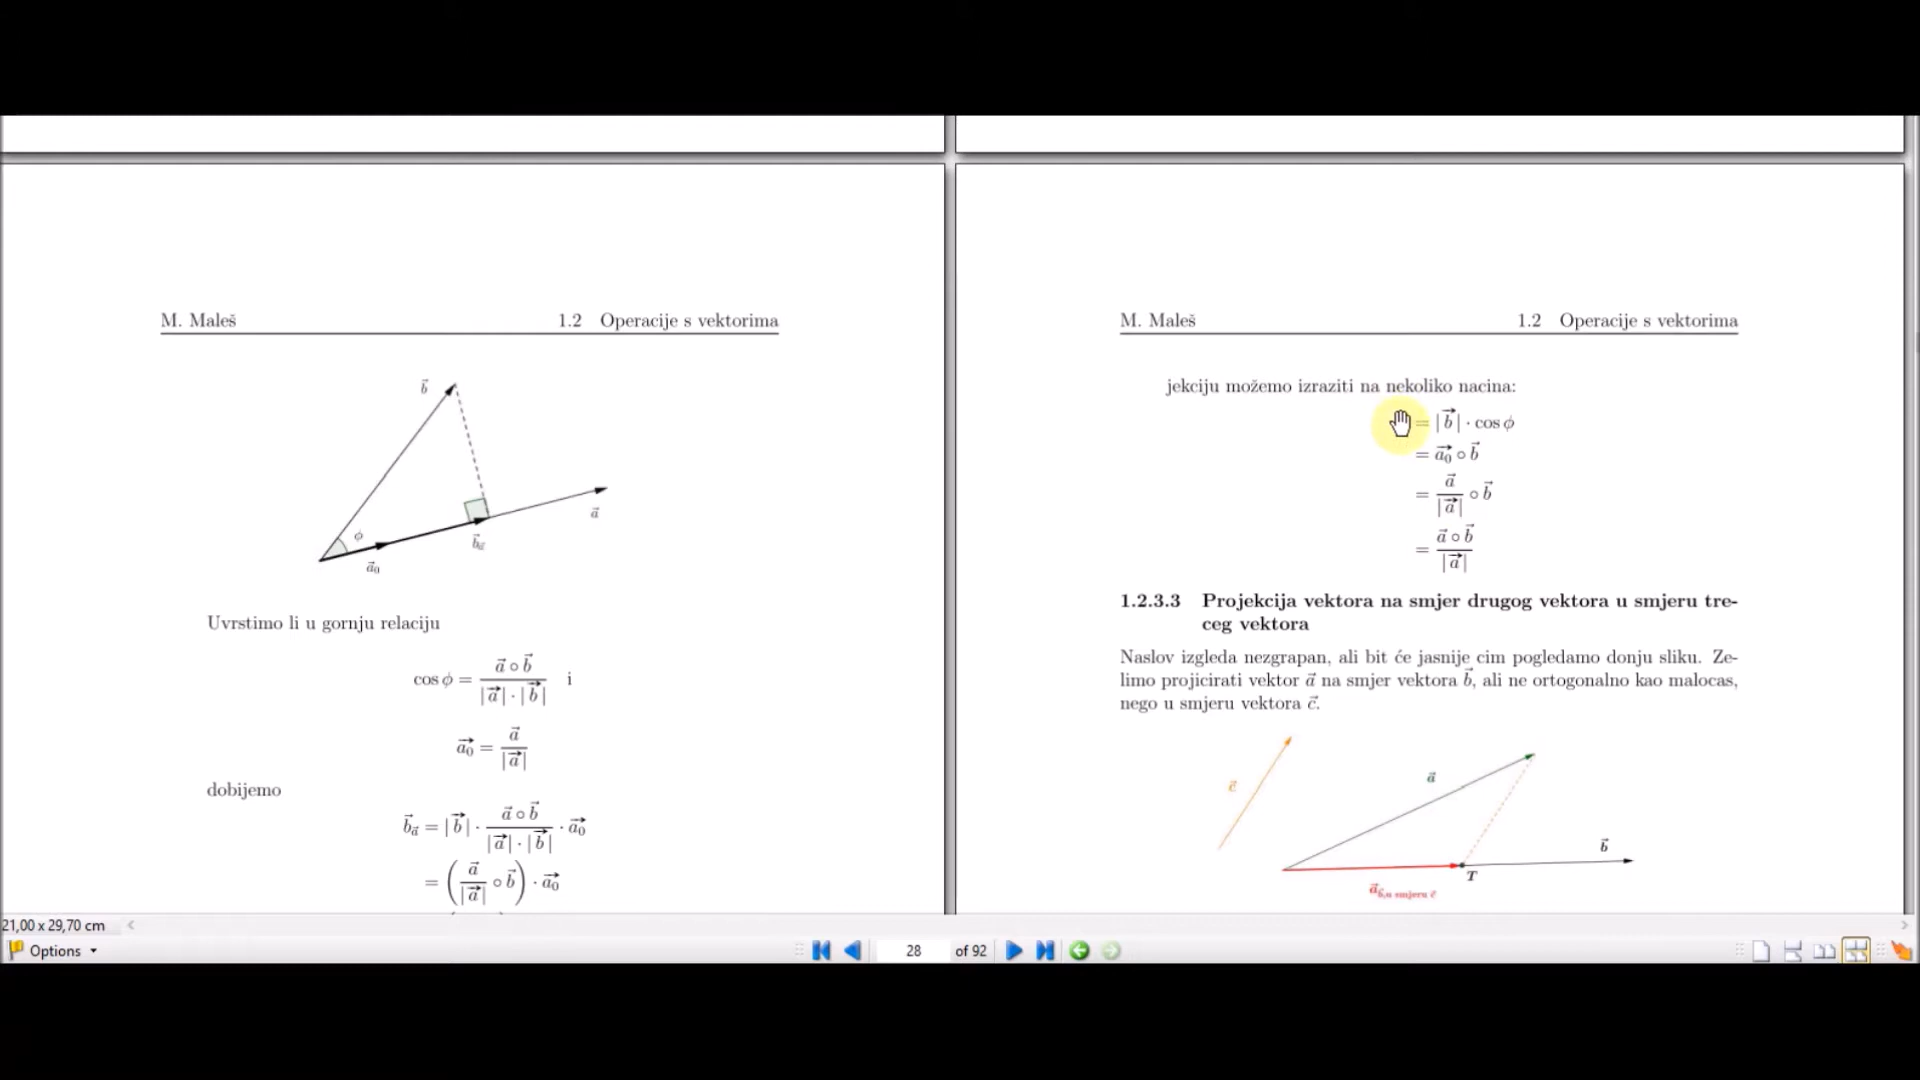 M. Maleš 1.2 Operacije s vektorima
b⃗
ϕ
a⃗
b⃗_a⃗
a⃗₀
Uvrstimo li u gornju relaciju
cos ϕ = (a⃗ ∘ b⃗) / (|a⃗| · |b⃗|) i
a⃗₀ = a⃗ / |a⃗|
dobijemo
b⃗_a⃗ = |b⃗| · (a⃗ ∘ b⃗) / (|a⃗| · |b⃗|) · a⃗₀
= (a⃗ / |a⃗| ∘ b⃗) · a⃗₀
M. Maleš 1.2 Operacije s vektorima
jekciju možemo izraziti na nekoliko nacina:
= |b⃗| · cos ϕ
= a⃗₀ ∘ b⃗
= a⃗ / |a⃗| ∘ b⃗
= (a⃗ ∘ b⃗) / |a⃗|
1.2.3.3 Projekcija vektora na smjer drugog vektora u smjeru tre-
ceg vektora
Naslov izgleda nezgrapan, ali bit će jasnije cim pogledamo donju sliku. Ze-
limo projicirati vektor a⃗ na smjer vektora b⃗, ali ne ortogonalno kao malocas,
nego u smjeru vektora c⃗.
c⃗
a⃗
b⃗
T
a⃗_b⃗,u smjeru c⃗
21,00 x 29,70 cm
Options 28 of 92